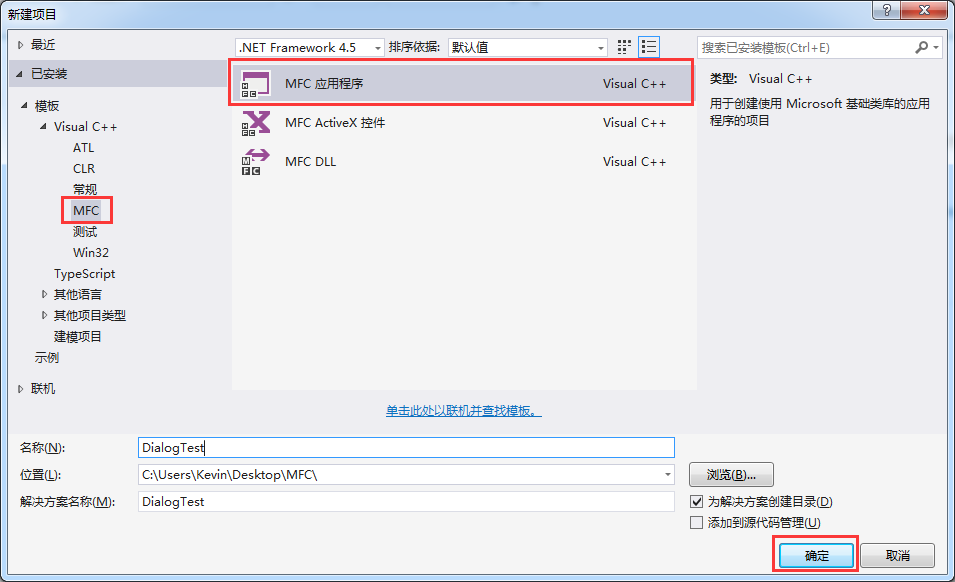 新建项目
最近
.NET Framework 4.5 排序依据: 默认值 搜索已安装模板(Ctrl+E)
已安装
模板
Visual C++
ATL
CLR
常规
MFC
测试
Win32
TypeScript
其他语言
其他项目类型
建模项目
示例
联机
MFC 应用程序 Visual C++
MFC ActiveX 控件 Visual C++
MFC DLL Visual C++
类型: Visual C++
用于创建使用 Microsoft 基础类库的应用
程序的项目
单击此处以联机并查找模板。
名称(N): DialogTest
位置(L): C:\Users\Kevin\Desktop\MFC\ 浏览(B)...
解决方案名称(M): DialogTest 为解决方案创建目录(D)
添加到源代码管理(U)
确定 取消